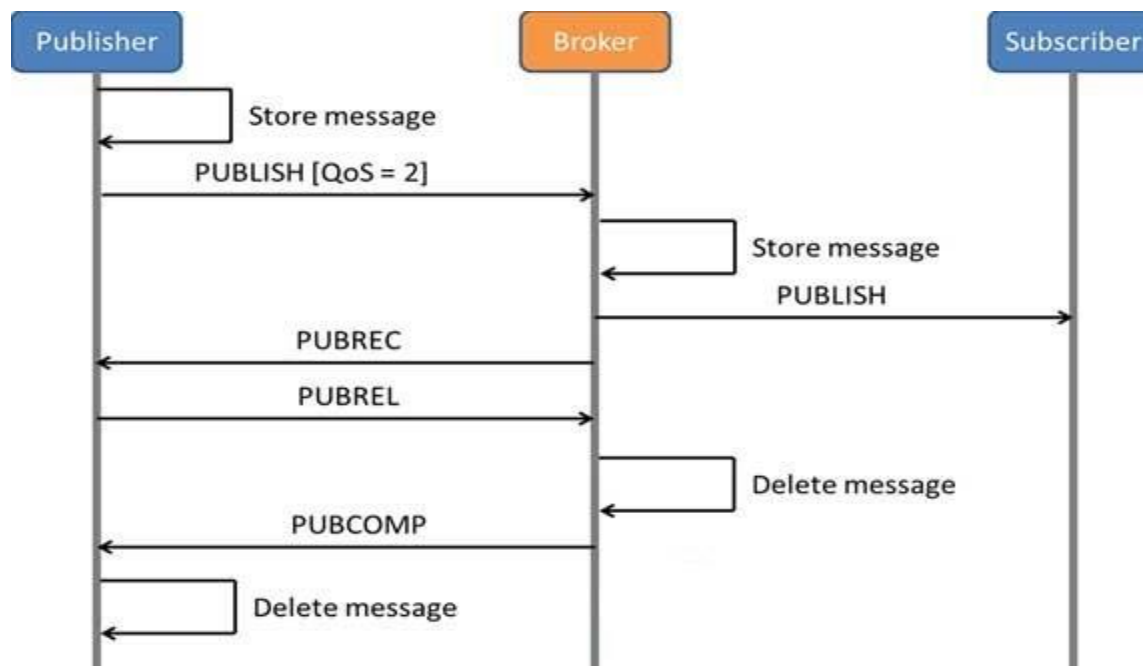 Publisher
Broker
Subscriber
Store message
PUBLISH [QoS = 2]
Store message
PUBLISH
PUBREC
PUBREL
Delete message
PUBCOMP
Delete message